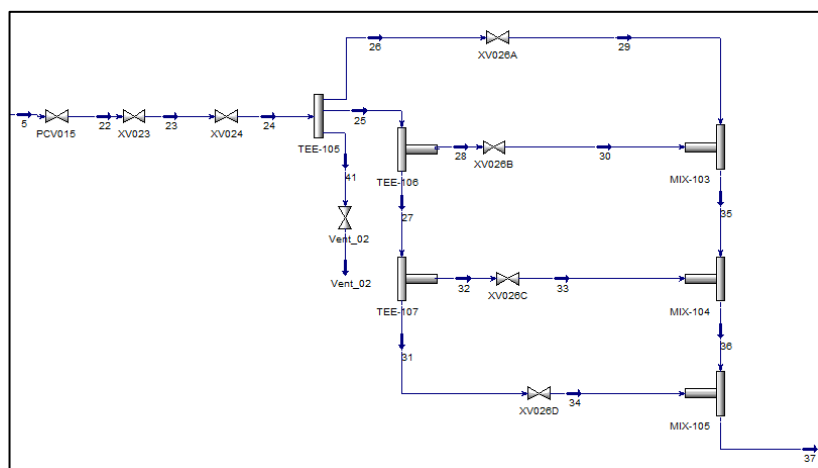 26
XV026A
29
5
PCV015
22
XV023
23
XV024
24
TEE-105
25
TEE-106
28
XV026B
30
MIX-103
41
27
35
Vent_02
Vent_02
TEE-107
32
XV026C
33
MIX-104
31
36
XV026D
34
MIX-105
37